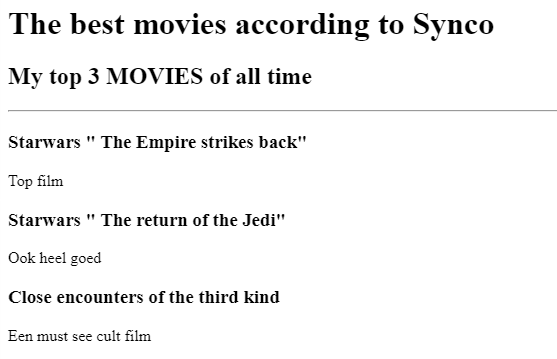 The best movies according to Synco
My top 3 MOVIES of all time
Starwars " The Empire strikes back"
Top film
Starwars " The return of the Jedi"
Ook heel goed
Close encounters of the third kind
Een must see cult film